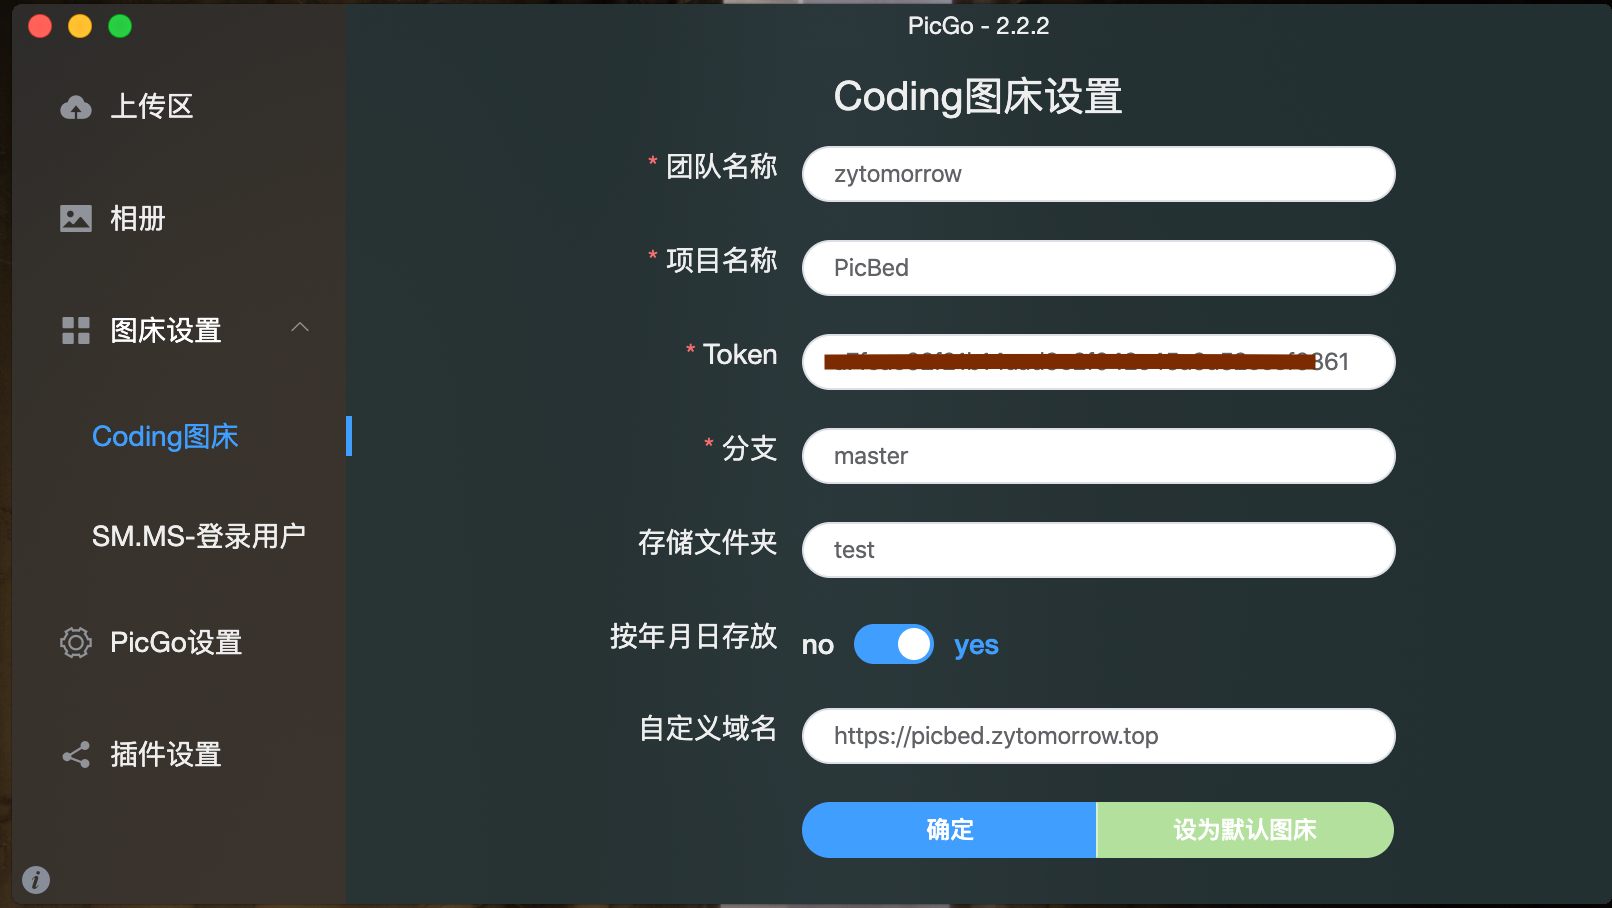 PicGo - 2.2.2
上传区
相册
图床设置
Coding图床
SM.MS-登录用户
PicGo设置
插件设置
Coding图床设置
* 团队名称
zytomorrow
* 项目名称
PicBed
* Token
361
* 分支
master
存储文件夹
test
按年月日存放
no
yes
自定义域名
https://picbed.zytomorrow.top
确定
设为默认图床